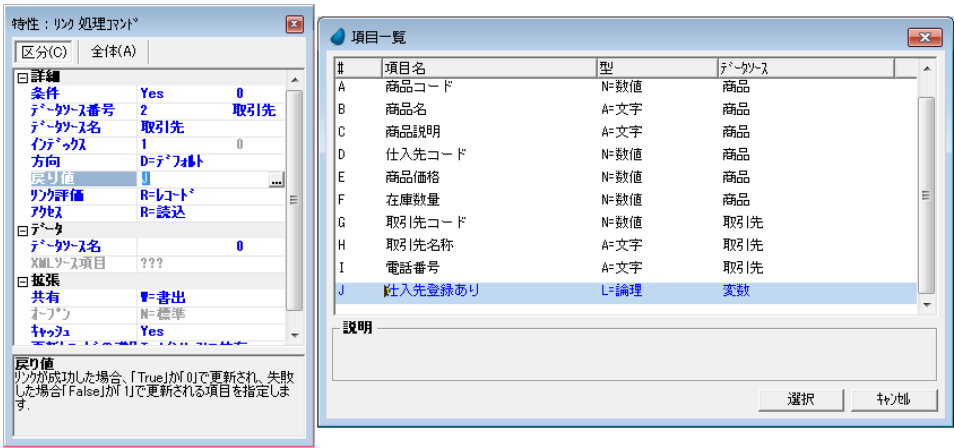 特性：ﾘﾝｸ 処理ｺﾏﾝﾄﾞ
区分(C) 全体(A)
詳細
条件 Yes 0
ﾃﾞｰﾀｿｰｽ番号 2 取引先
ﾃﾞｰﾀｿｰｽ名 取引先
ｲﾝﾃﾞｯｸｽ 1 0
方向 D=ﾃﾞﾌｫﾙﾄ
戻り値 J ...
ﾘﾝｸ評価 R=ﾚｺｰﾄﾞ
ｱｸｾｽ R=読込
ﾃﾞｰﾀ
ﾃﾞｰﾀｿｰｽ名 0
XMLｿｰｽ項目 ???
拡張
共有 W=書出
ｵｰﾌﾟﾝ N=標準
ｷｬｯｼｭ Yes
戻り値
ﾘﾝｸが成功した場合､｢True｣が｢0｣で更新され､失敗
した場合｢False｣が｢1｣で更新される項目を指定しま
す.
項目一覧
# 項目名 型 ﾃﾞｰﾀｿｰｽ
A 商品コード N=数値 商品
B 商品名 A=文字 商品
C 商品説明 A=文字 商品
D 仕入先コード N=数値 商品
E 商品価格 N=数値 商品
F 在庫数量 N=数値 商品
G 取引先コード N=数値 取引先
H 取引先名称 A=文字 取引先
I 電話番号 A=文字 取引先
J 仕入先登録あり L=論理 変数
説明
選択 ｷｬﾝｾﾙ